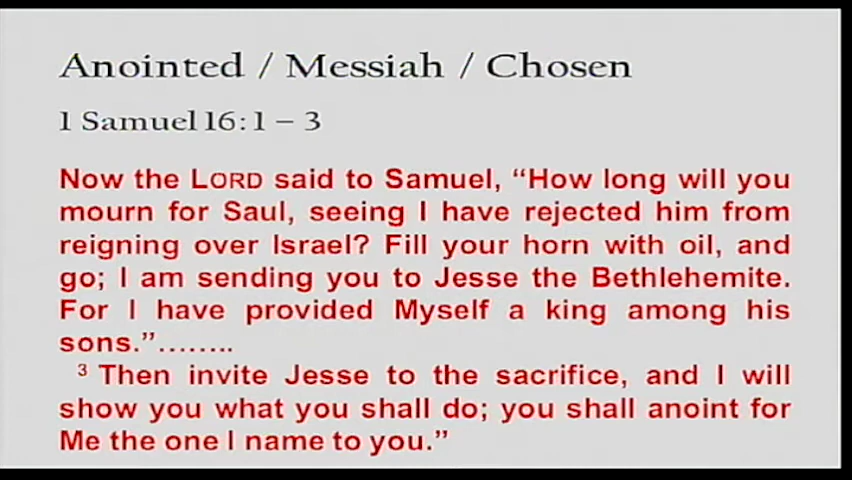 Anointed / Messiah / Chosen
1 Samuel 16:1 – 3
Now the LORD said to Samuel, “How long will you
mourn for Saul, seeing I have rejected him from
reigning over Israel? Fill your horn with oil, and
go; I am sending you to Jesse the Bethlehemite.
For I have provided Myself a king among his
sons.”……..
³ Then invite Jesse to the sacrifice, and I will
show you what you shall do; you shall anoint for
Me the one I name to you.”